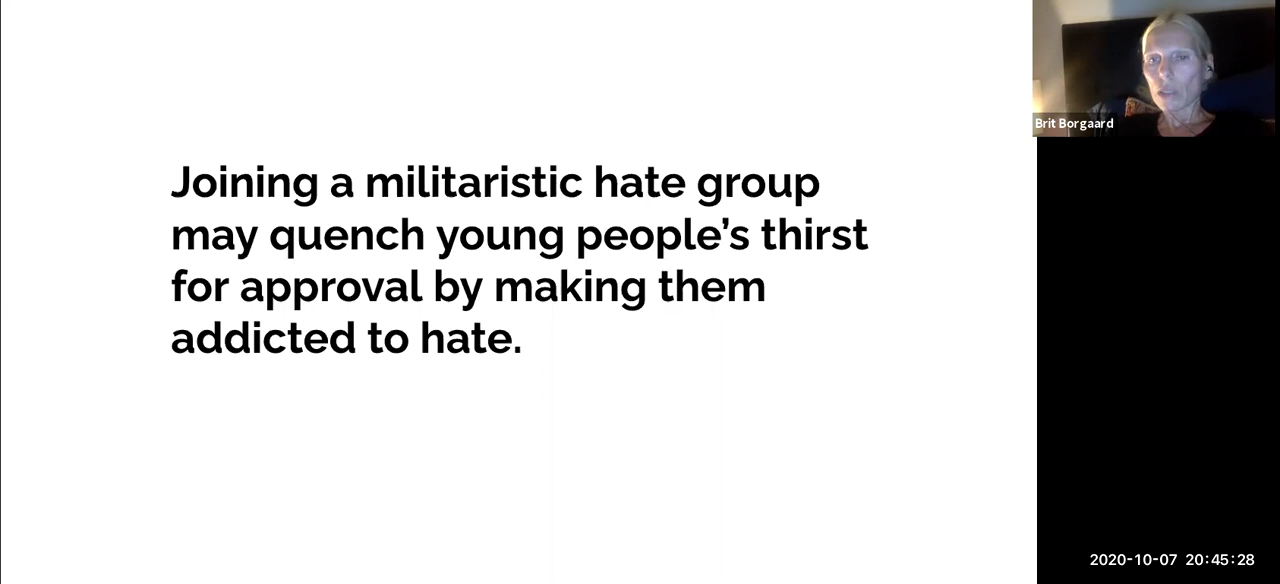 Joining a militaristic hate group
may quench young people’s thirst
for approval by making them
addicted to hate.
Brit Borgaard
2020-10-07 20:45:28